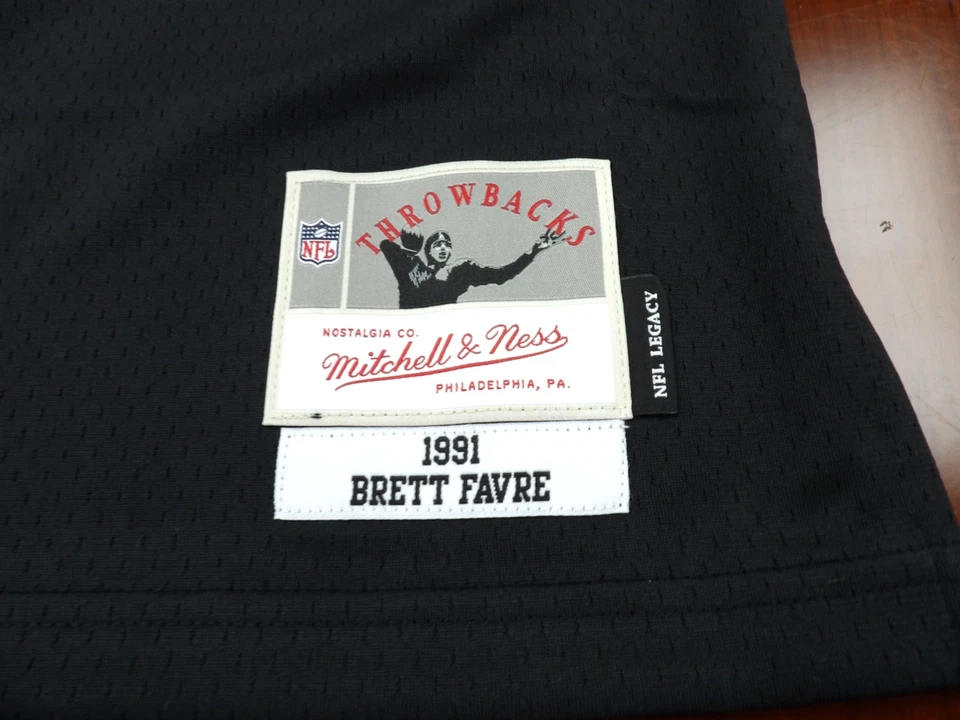 THROWBACKS
NFL
NOSTALGIA CO.
Mitchell & Ness
PHILADELPHIA, PA.
NFL LEGACY
1991
BRETT FAVRE